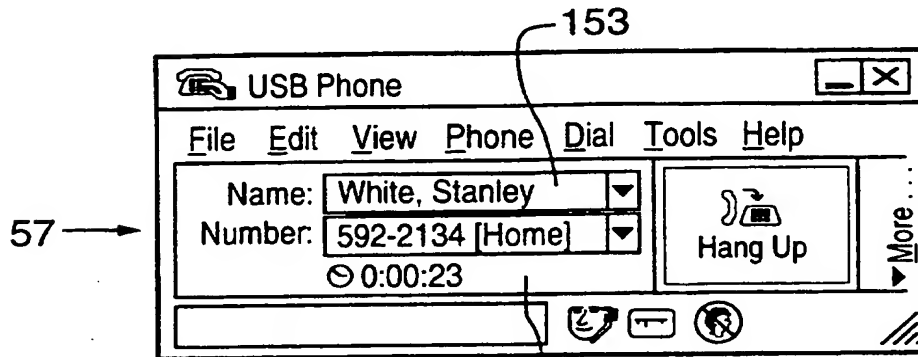 153
USB Phone
File Edit View Phone Dial Tools Help
Name: White, Stanley
Number: 592-2134 [Home]
0:00:23
Hang Up
More....
57